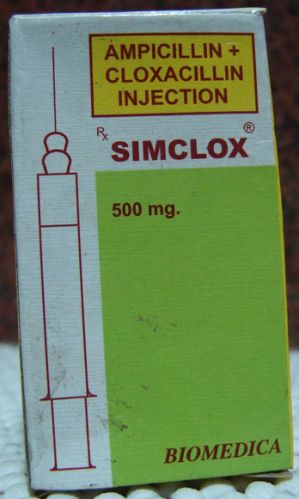 AMPICILLIN +
CLOXACILLIN
INJECTION
Rx SIMCLOX ®
500 mg.
BIOMEDICA